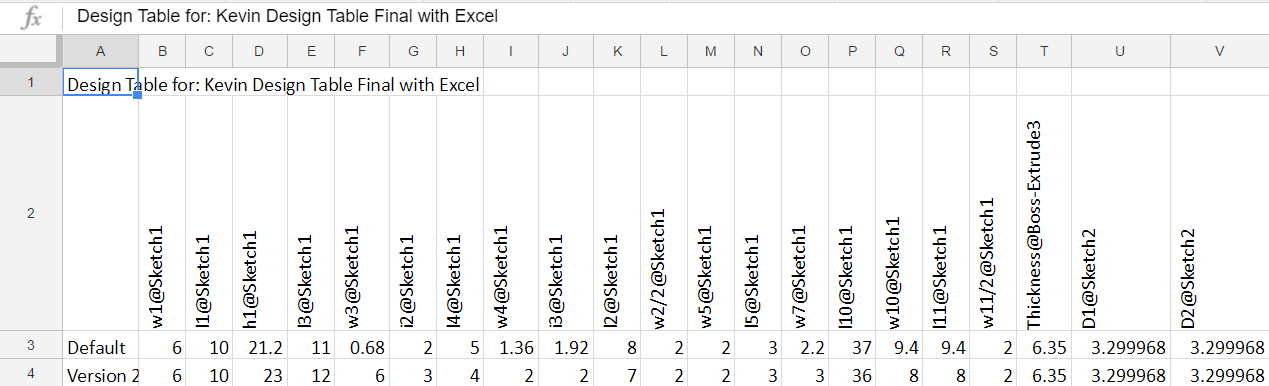 fx Design Table for: Kevin Design Table Final with Excel
A B C D E F G H I J K L M N O P Q R S T U V
1 Design Table for: Kevin Design Table Final with Excel
2 w1@Sketch1 l1@Sketch1 h1@Sketch1 l3@Sketch1 w3@Sketch1 i2@Sketch1 l4@Sketch1 w4@Sketch1 i3@Sketch1 l2@Sketch1 w2/2@Sketch1 w5@Sketch1 l5@Sketch1 w7@Sketch1 l10@Sketch1 w10@Sketch1 l11@Sketch1 w11/2@Sketch1 Thickness@Boss-Extrude3 D1@Sketch2 D2@Sketch2
3 Default 6 10 21.2 11 0.68 2 5 1.36 1.92 8 2 2 3 2.2 37 9.4 9.4 2 6.35 3.299968 3.299968
4 Version 2 6 10 23 12 6 3 4 2 2 7 2 2 3 3 36 8 8 2 6.35 3.299968 3.299968